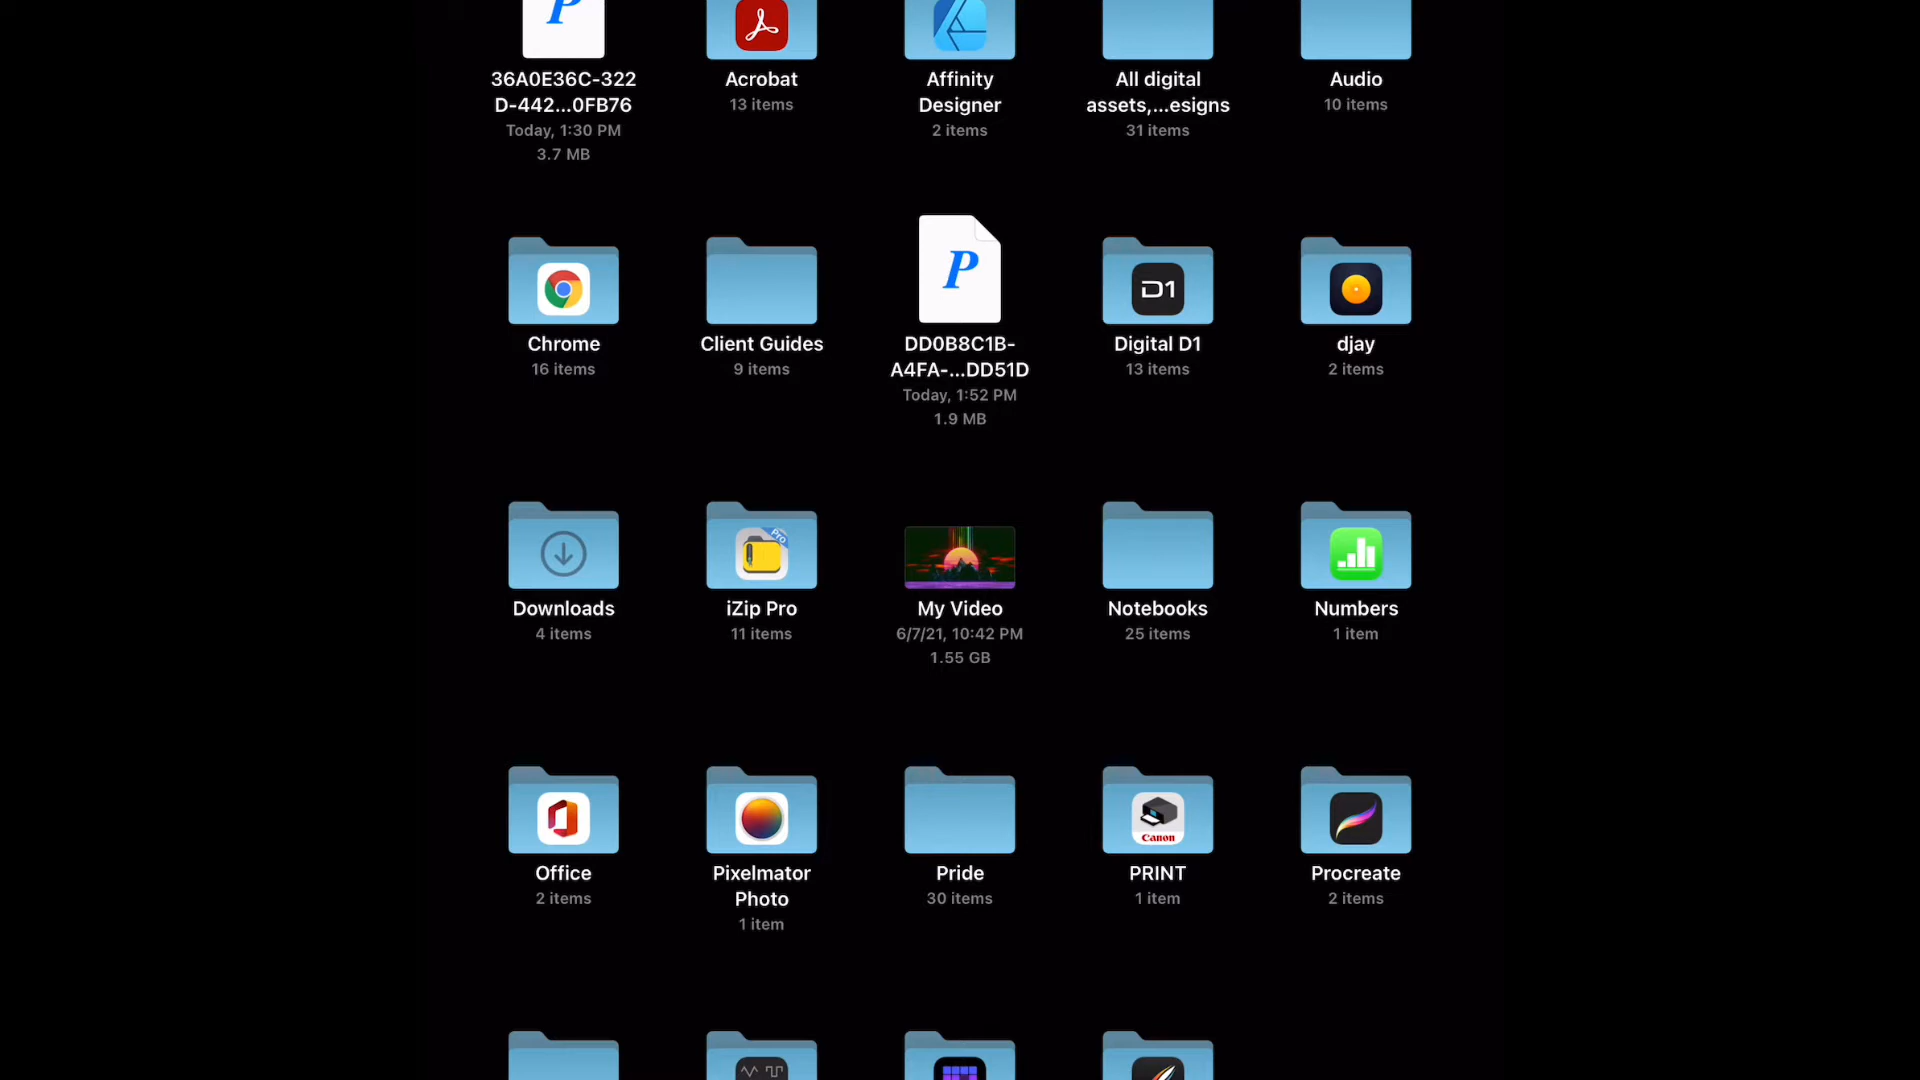 P
36A0E36C-322
D-442...0FB76
Today, 1:30 PM
3.7 MB
Acrobat
13 items
Affinity
Designer
2 items
All digital
assets,...esigns
31 items
Audio
10 items
Chrome
16 items
Client Guides
9 items
P
DD0B8C1B-
A4FA-...DD51D
Today, 1:52 PM
1.9 MB
D1
Digital D1
13 items
djay
2 items
Downloads
4 items
Pro
iZip Pro
11 items
My Video
6/7/21, 10:42 PM
1.55 GB
Notebooks
25 items
Numbers
1 item
Office
2 items
Pixelmator
Photo
1 item
Pride
30 items
Canon
PRINT
1 item
Procreate
2 items